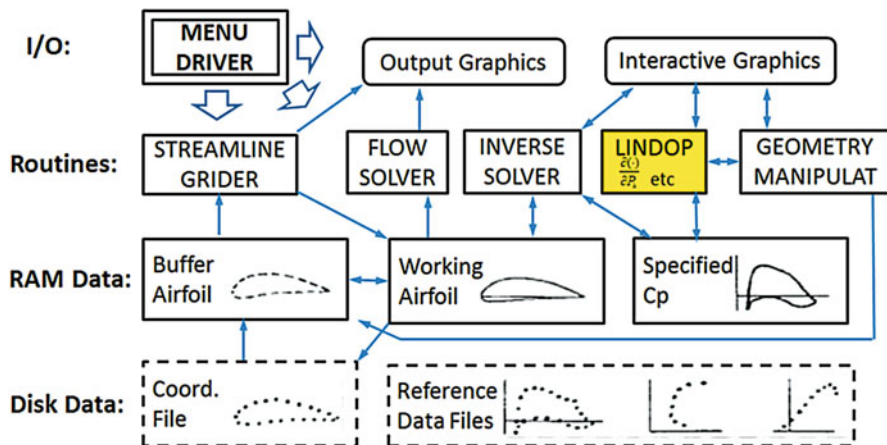 I/O:
MENU
DRIVER
Output Graphics
Interactive Graphics
Routines:
STREAMLINE
GRIDER
FLOW
SOLVER
INVERSE
SOLVER
LINDOP
∂(·)
∂Pₖ etc
GEOMETRY
MANIPULAT
RAM Data:
Buffer
Airfoil
Working
Airfoil
Specified
Cp
Disk Data:
Coord.
File
Reference
Data Files